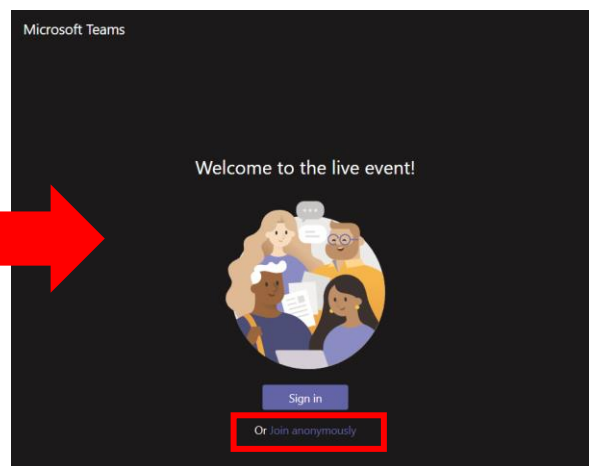 Microsoft Teams
Welcome to the live event!
Sign in
Or Join anonymously